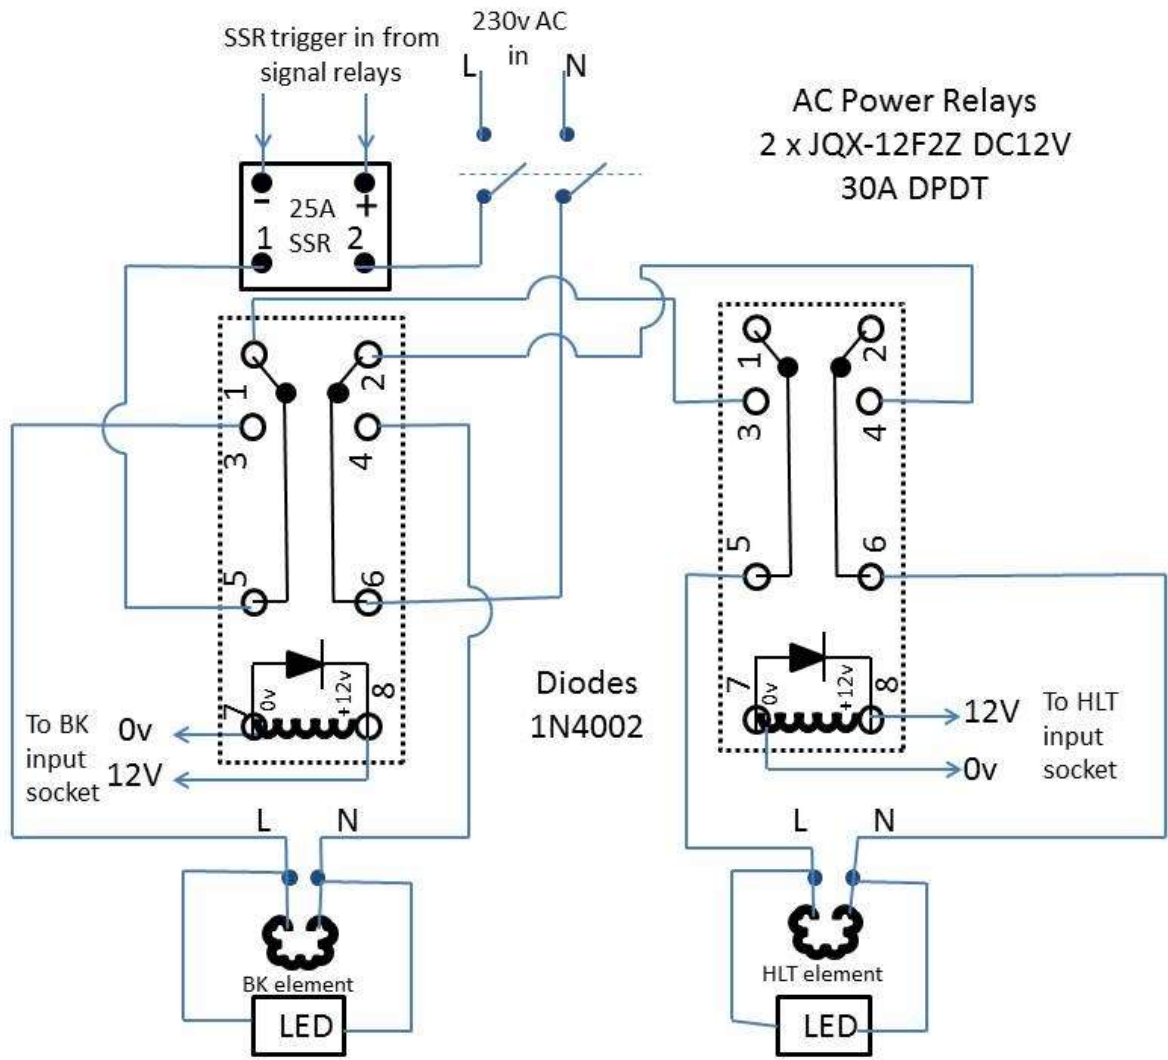 SSR trigger in from
signal relays
230v AC
in
L
N
AC Power Relays
2 x JQX-12F2Z DC12V
30A DPDT
- +
25A
1 SSR 2
1
2
3
4
5
6
7
0v
+12v
8
To BK
input
socket
0v
12V
Diodes
1N4002
1
2
3
4
5
6
7
0v
+12v
8
12V
0v
To HLT
input
socket
L
N
BK element
LED
L
N
HLT element
LED